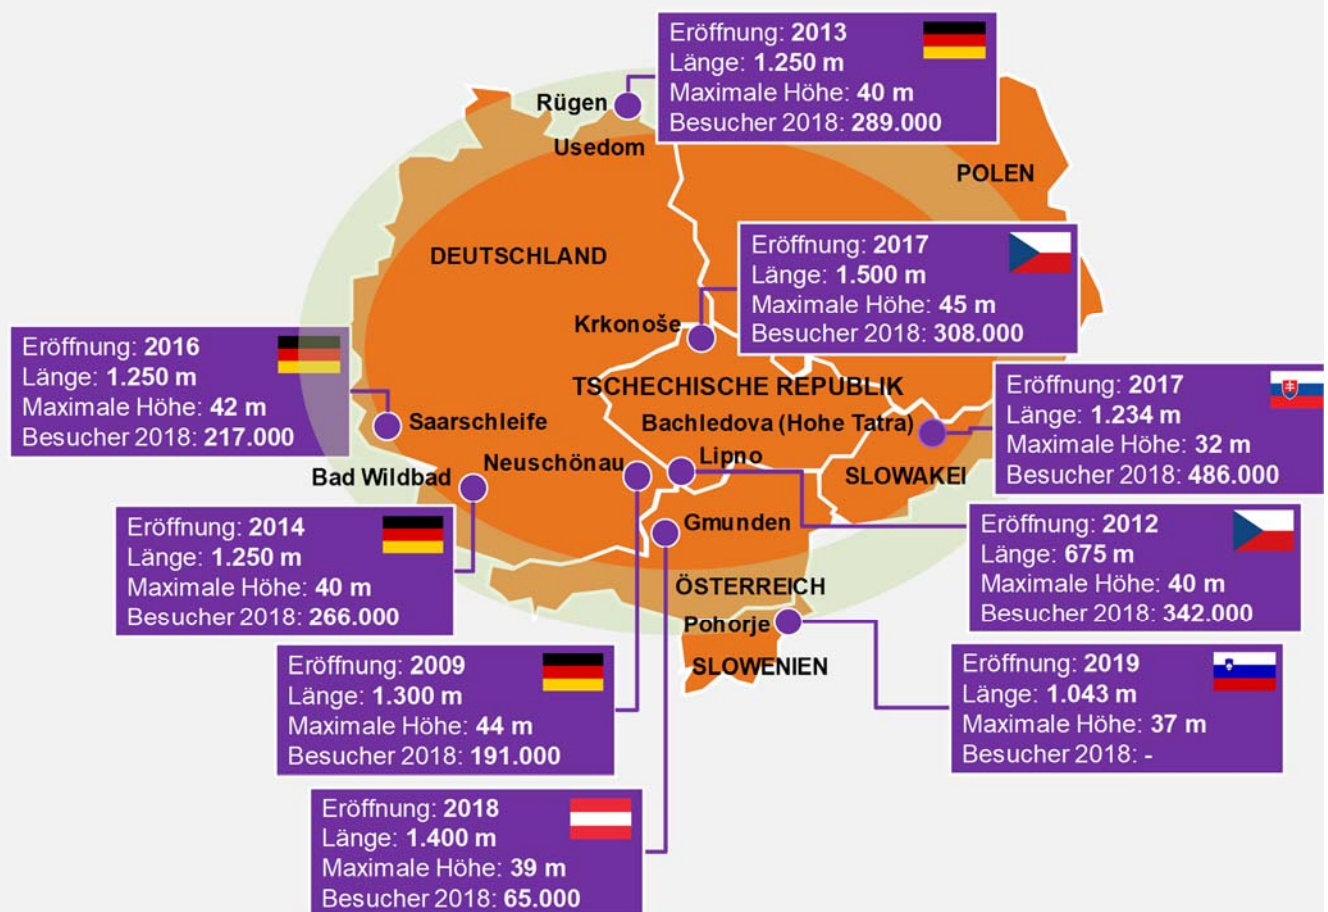 Eröffnung: 2013
Länge: 1.250 m
Maximale Höhe: 40 m
Besucher 2018: 289.000
Rügen
Usedom
POLEN
DEUTSCHLAND
Eröffnung: 2017
Länge: 1.500 m
Maximale Höhe: 45 m
Besucher 2018: 308.000
Krkonoše
Eröffnung: 2016
Länge: 1.250 m
Maximale Höhe: 42 m
Besucher 2018: 217.000
TSCHECHISCHE REPUBLIK
Eröffnung: 2017
Länge: 1.234 m
Maximale Höhe: 32 m
Besucher 2018: 486.000
Saarschleife
Bachledova (Hohe Tatra)
Neuschönau
Lipno
Bad Wildbad
SLOWAKEI
Eröffnung: 2014
Länge: 1.250 m
Maximale Höhe: 40 m
Besucher 2018: 266.000
Gmunden
Eröffnung: 2012
Länge: 675 m
Maximale Höhe: 40 m
Besucher 2018: 342.000
ÖSTERREICH
Pohorje
SLOWENIEN
Eröffnung: 2009
Länge: 1.300 m
Maximale Höhe: 44 m
Besucher 2018: 191.000
Eröffnung: 2019
Länge: 1.043 m
Maximale Höhe: 37 m
Besucher 2018: -
Eröffnung: 2018
Länge: 1.400 m
Maximale Höhe: 39 m
Besucher 2018: 65.000